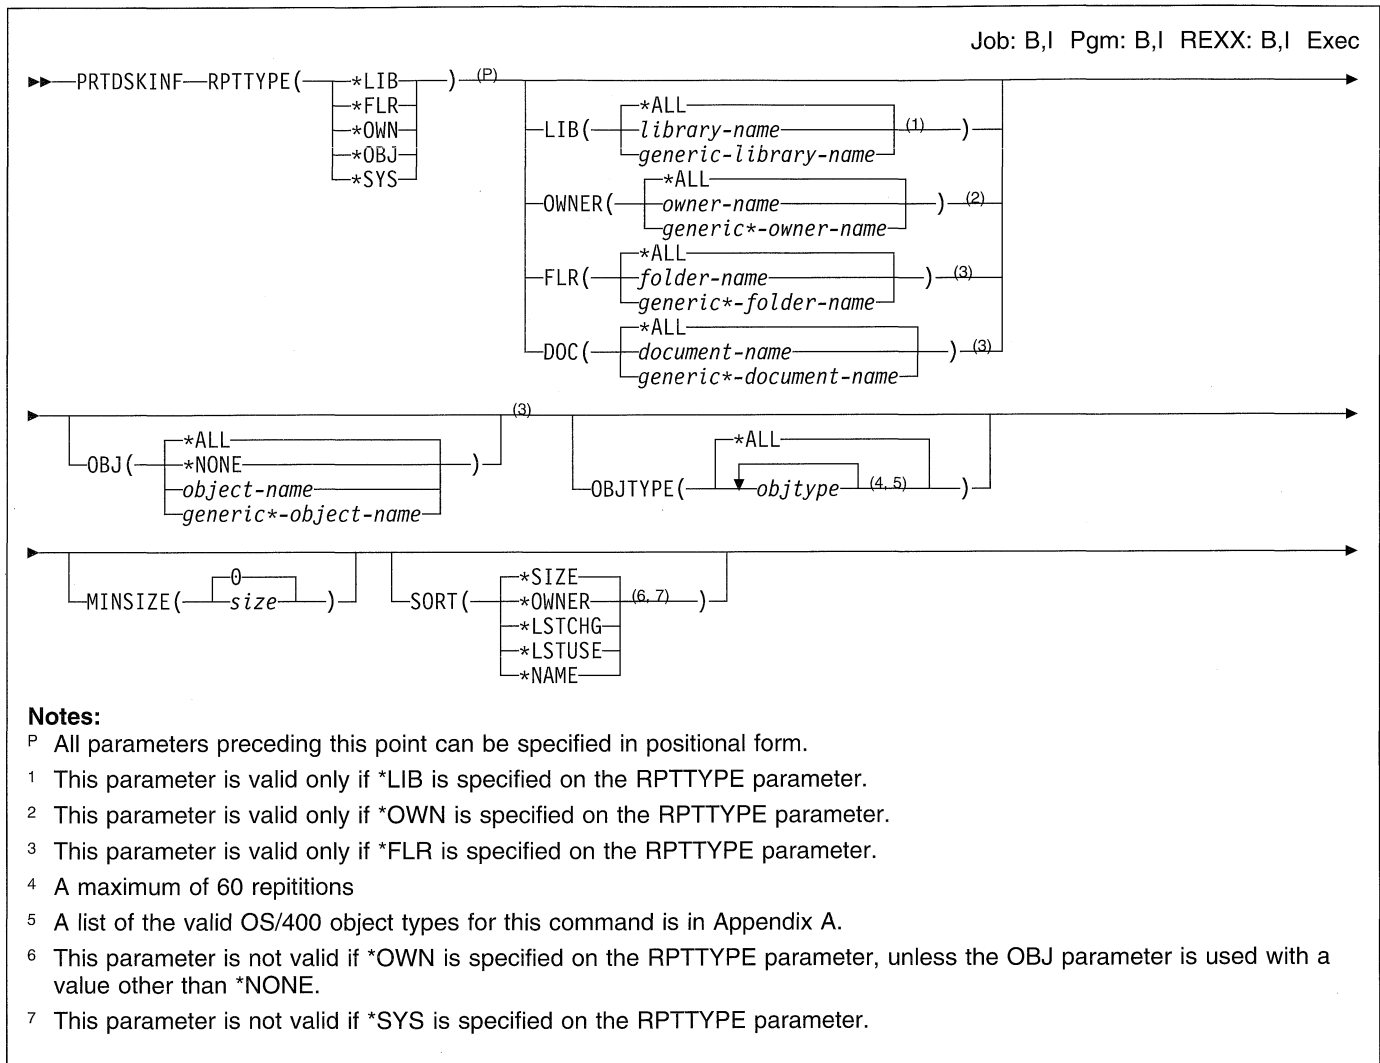 Job: B,I Pgm: B,I REXX: B,I Exec
PRTDSKINF RPTTYPE( *LIB ) (P)
*FLR
*OWN
*OBJ
*SYS
*ALL
LIB( library-name (1) )
generic-library-name
*ALL
OWNER( owner-name ) (2)
generic*-owner-name
*ALL
FLR( folder-name ) (3)
generic*-folder-name
*ALL
DOC( document-name ) (3)
generic*-document-name
(3)
*ALL
OBJ( *NONE )
object-name
generic*-object-name
*ALL
OBJTYPE( objtype (4, 5) )
0
MINSIZE( size )
*SIZE
SORT( *OWNER (6, 7) )
*LSTCHG
*LSTUSE
*NAME
Notes:
P All parameters preceding this point can be specified in positional form.
1 This parameter is valid only if *LIB is specified on the RPTTYPE parameter.
2 This parameter is valid only if *OWN is specified on the RPTTYPE parameter.
3 This parameter is valid only if *FLR is specified on the RPTTYPE parameter.
4 A maximum of 60 repititions
5 A list of the valid OS/400 object types for this command is in Appendix A.
6 This parameter is not valid if *OWN is specified on the RPTTYPE parameter, unless the OBJ parameter is used with a
value other than *NONE.
7 This parameter is not valid if *SYS is specified on the RPTTYPE parameter.